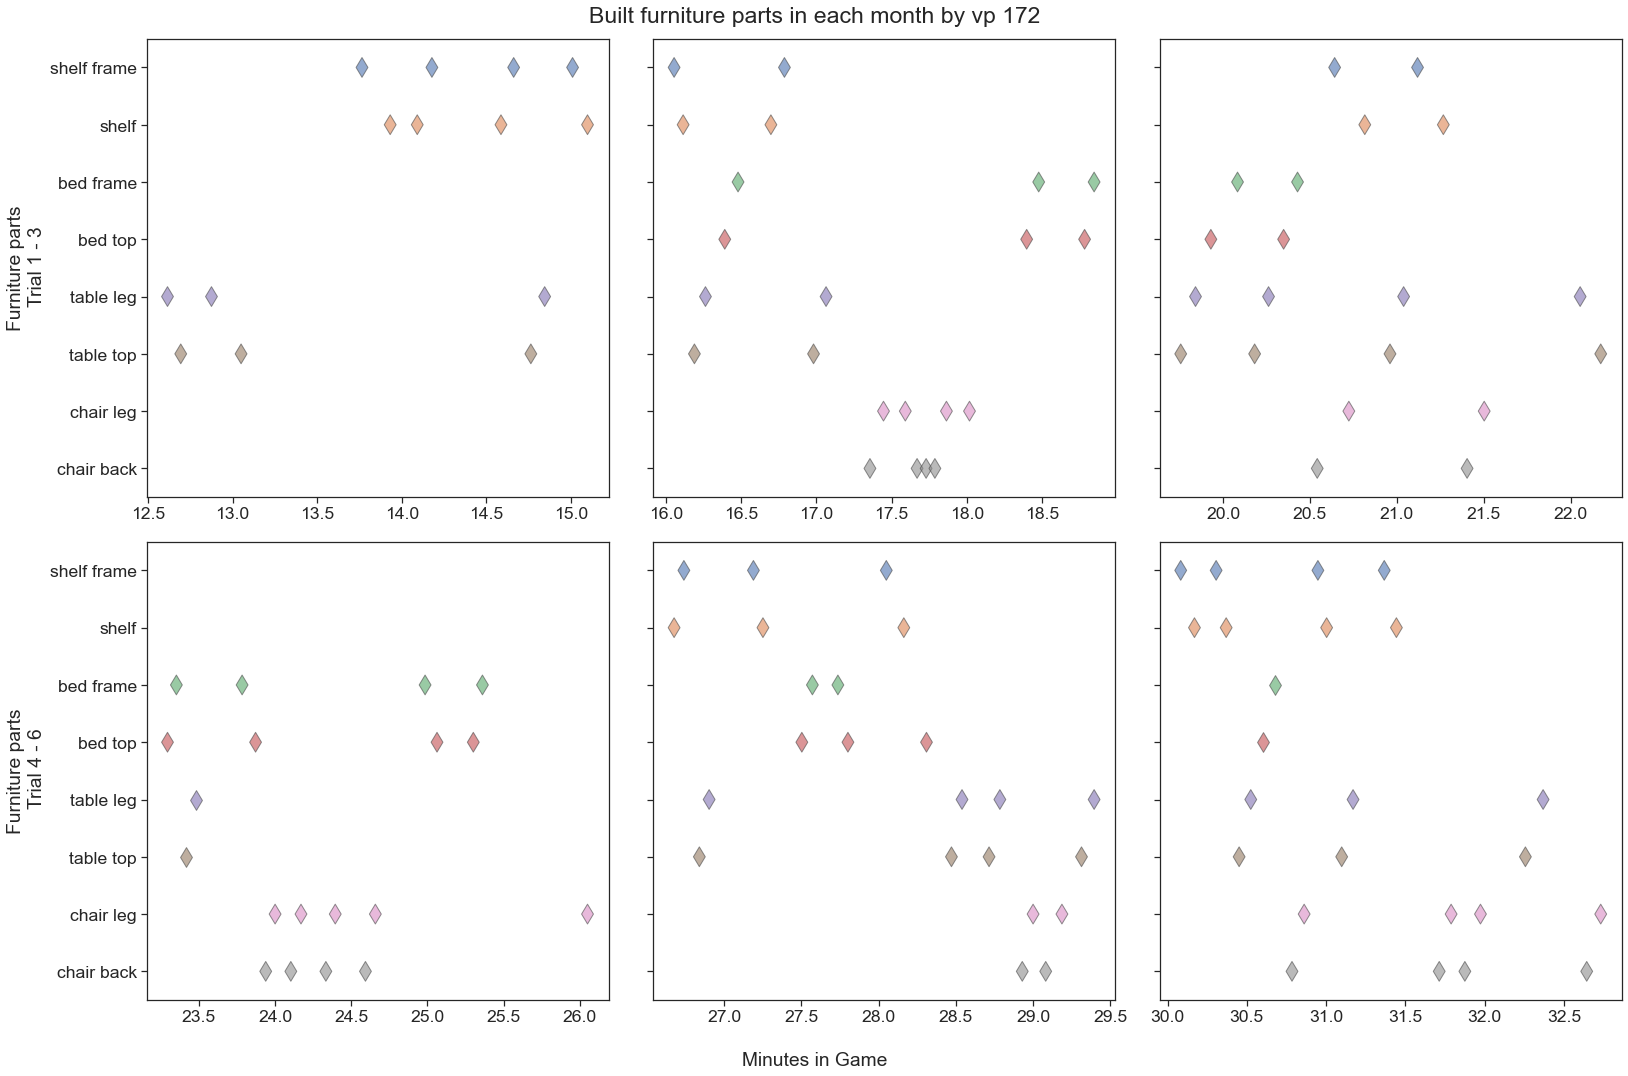 Built furniture parts in each month by vp 172
Furniture parts
Trial 1 - 3
shelf frame
shelf
bed frame
bed top
table leg
table top
chair leg
chair back
12.5 13.0 13.5 14.0 14.5 15.0
16.0 16.5 17.0 17.5 18.0 18.5
20.0 20.5 21.0 21.5 22.0
Furniture parts
Trial 4 - 6
shelf frame
shelf
bed frame
bed top
table leg
table top
chair leg
chair back
23.5 24.0 24.5 25.0 25.5 26.0
27.0 27.5 28.0 28.5 29.0 29.5
30.0 30.5 31.0 31.5 32.0 32.5
Minutes in Game